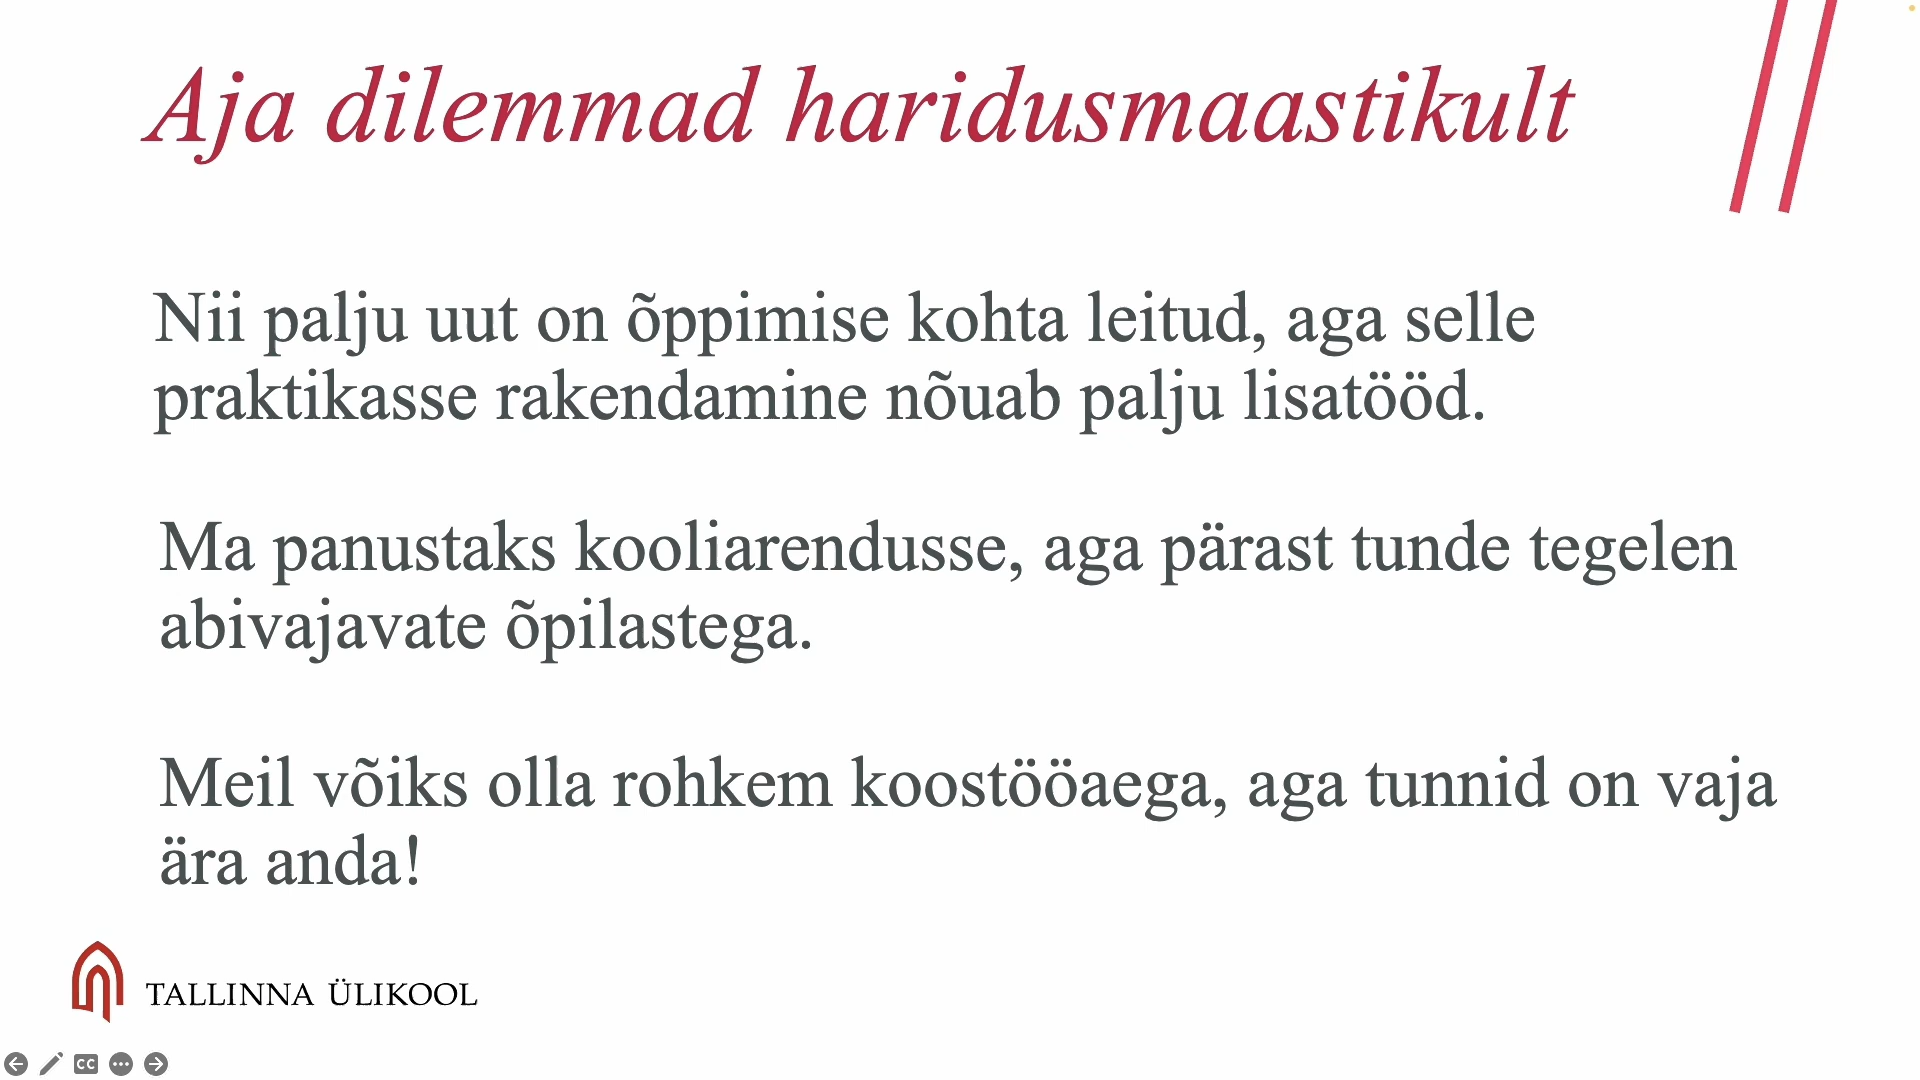 Aja dilemmad haridusmaastikult
Nii palju uut on õppimise kohta leitud, aga selle
praktikasse rakendamine nõuab palju lisatööd.
Ma panustaks kooliarendusse, aga pärast tunde tegelen
abivajavate õpilastega.
Meil võiks olla rohkem koostööaega, aga tunnid on vaja
ära anda!
TALLINNA ÜLIKOOL
CC